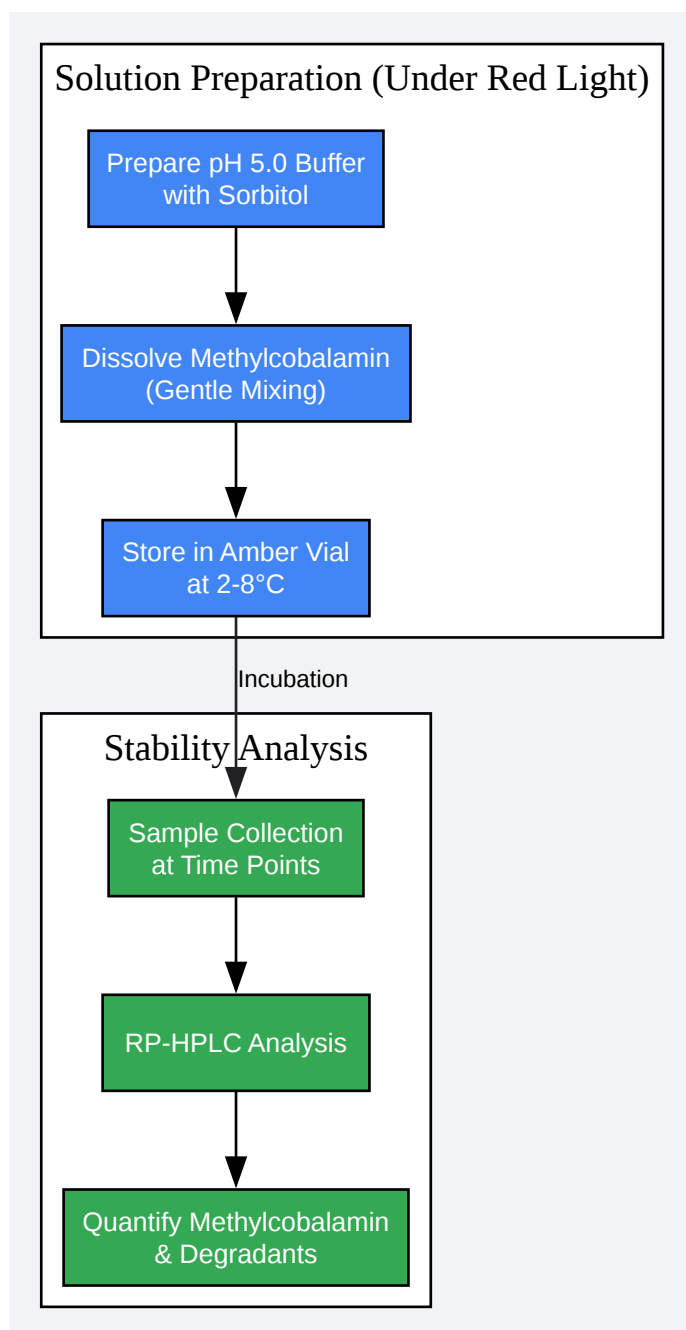 Solution Preparation (Under Red Light)
Prepare pH 5.0 Buffer
with Sorbitol
Dissolve Methylcobalamin
(Gentle Mixing)
Store in Amber Vial
at 2-8°C
Incubation
Stability Analysis
Sample Collection
at Time Points
RP-HPLC Analysis
Quantify Methylcobalamin
& Degradants